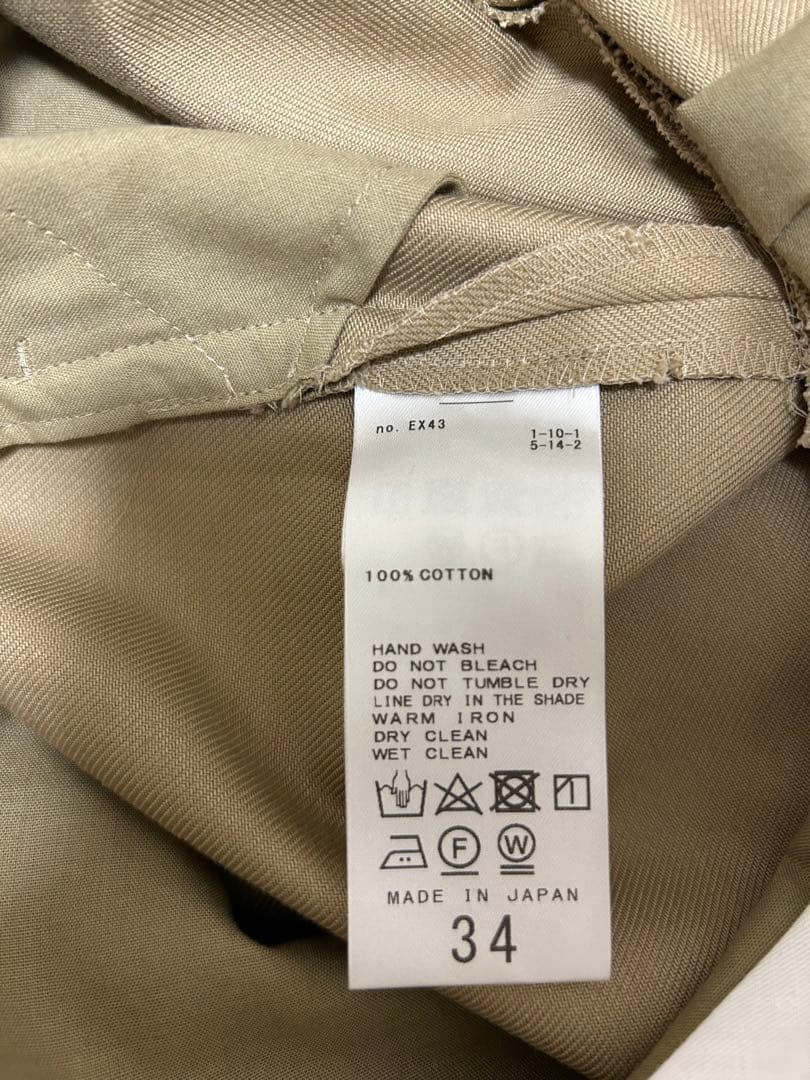 no. EX43
1-10-1
5-14-2
100% COTTON
HAND WASH
DO NOT BLEACH
DO NOT TUMBLE DRY
LINE DRY IN THE SHADE
WARM IRON
DRY CLEAN
WET CLEAN
F W
MADE IN JAPAN
34